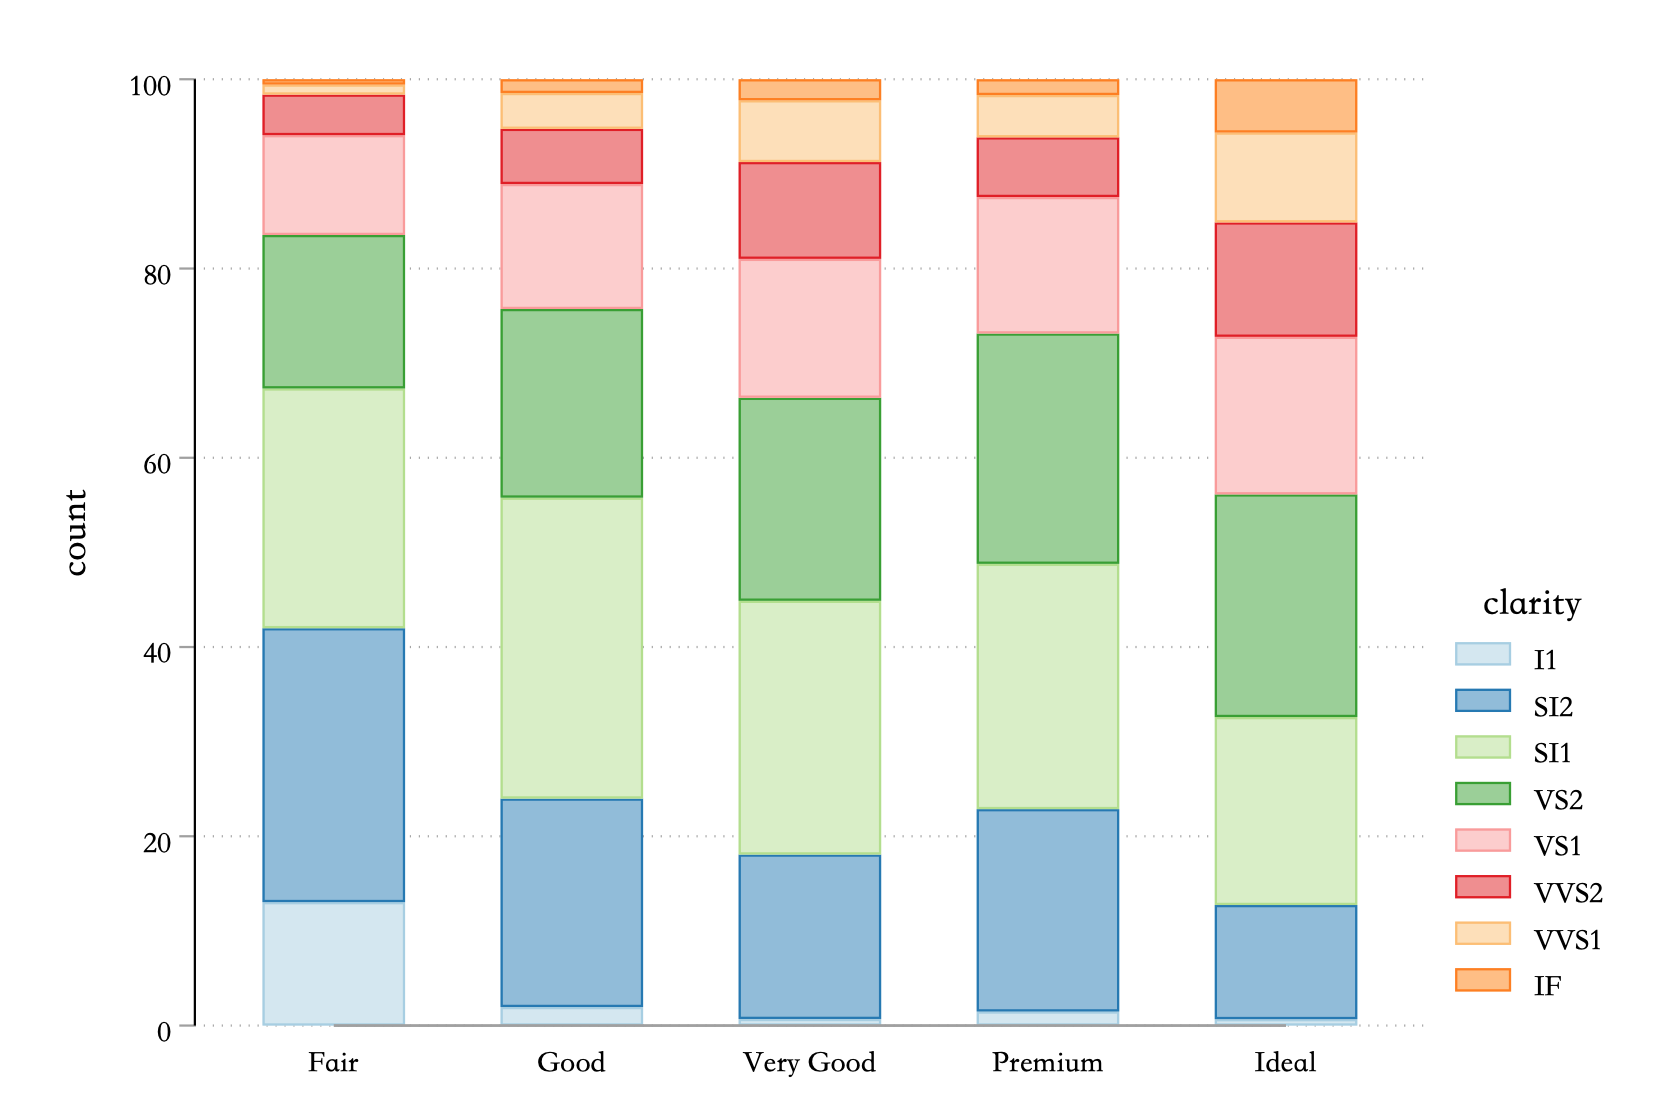 100
80
60
40
20
0
count
Fair
Good
Very Good
Premium
Ideal
clarity
I1
SI2
SI1
VS2
VS1
VVS2
VVS1
IF